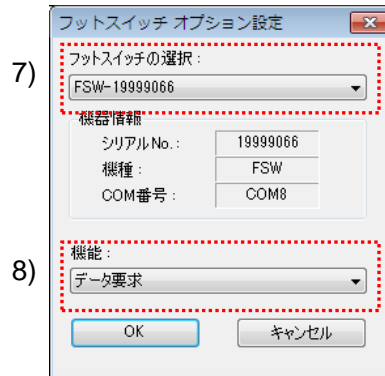 フットスイッチ オプション設定
7)
フットスイッチの選択：
FSW-19999066
機器情報
シリアルNo.： 19999066
機種： FSW
COM番号： COM8
8)
機能：
データ要求
OK キャンセル